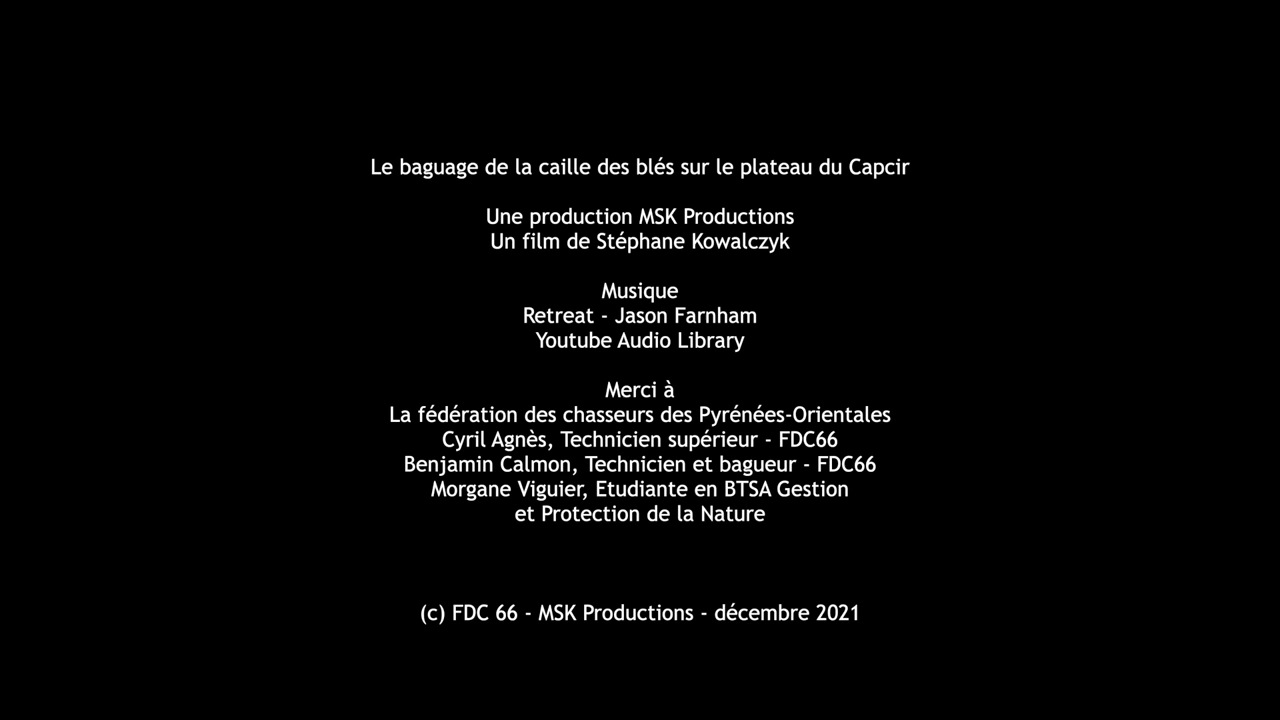 Le baguage de la caille des blés sur le plateau du Capcir
Une production MSK Productions
Un film de Stéphane Kowalczyk
Musique
Retreat - Jason Farnham
Youtube Audio Library
Merci à
La fédération des chasseurs des Pyrénées-Orientales
Cyril Agnès, Technicien supérieur - FDC66
Benjamin Calmon, Technicien et bagueur - FDC66
Morgane Viguier, Etudiante en BTSA Gestion
et Protection de la Nature
(c) FDC 66 - MSK Productions - décembre 2021